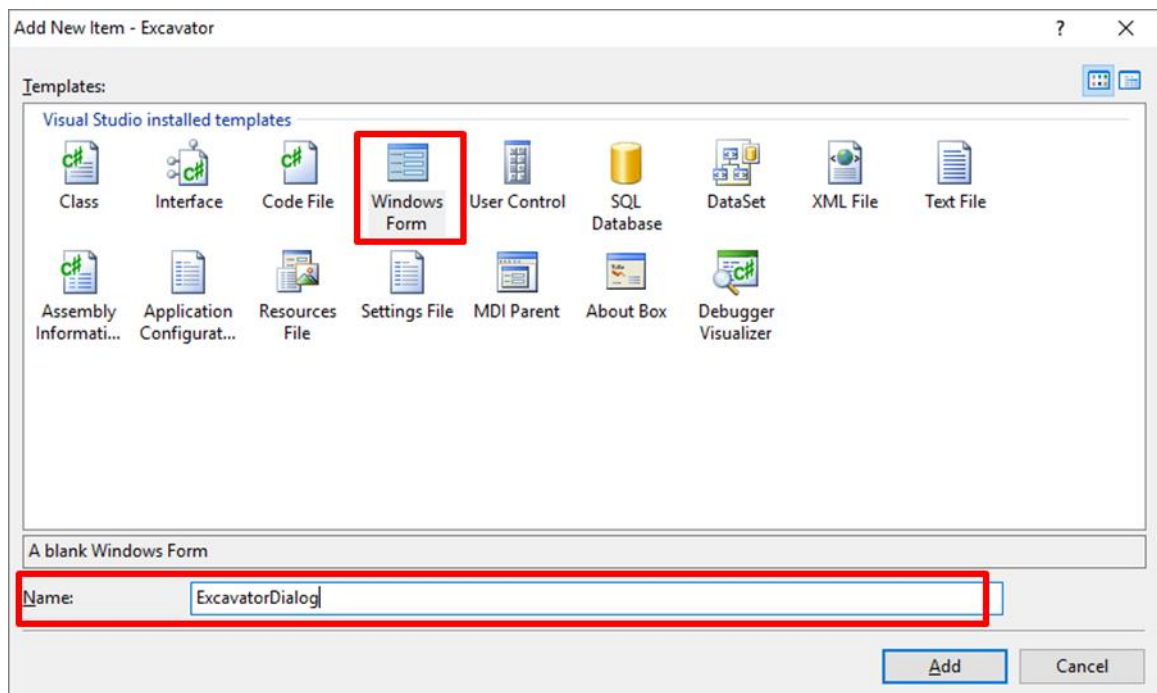 Add New Item - Excavator
?
Templates:
Visual Studio installed templates
Class
Interface
Code File
Windows
Form
User Control
SQL
Database
DataSet
XML File
Text File
Assembly
Informati...
Application
Configurat...
Resources
File
Settings File
MDI Parent
About Box
Debugger
Visualizer
A blank Windows Form
Name:
ExcavatorDialog
Add
Cancel